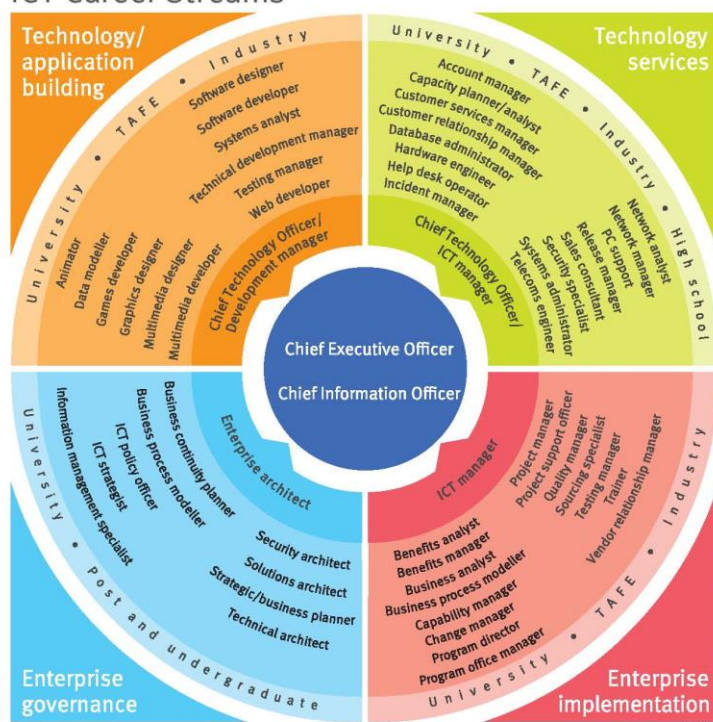 ICT Career Streams
Technology/
application
building
University • TAFE • Industry
Software designer
Software developer
Systems analyst
Technical development manager
Testing manager
Web developer
Animator
Data modeller
Games developer
Graphics designer
Multimedia designer
Multimedia developer
Chief Technology Officer/
Development manager
Technology
services
University • TAFE • Industry • High school
Account manager
Capacity planner/analyst
Customer services manager
Customer relationship manager
Database administrator
Hardware engineer
Help desk operator
Incident manager
Network analyst
Network manager
PC support
Release manager
Sales consultant
Security specialist
Systems administrator
Telecoms engineer
Chief Technology Officer/
ICT manager
Chief Executive Officer
Chief Information Officer
Enterprise architect
Business continuity planner
Business process modeller
ICT policy officer
ICT strategist
Information management specialist
Security architect
Solutions architect
Strategic/business planner
Technical architect
University • Post and undergraduate
Enterprise
governance
ICT manager
Project manager
Project support officer
Quality manager
Sourcing specialist
Testing manager
Trainer
Vendor relationship manager
Benefits analyst
Benefits manager
Business analyst
Business process modeller
Capability manager
Change manager
Program director
Program office manager
University • TAFE • Industry
Enterprise
implementation